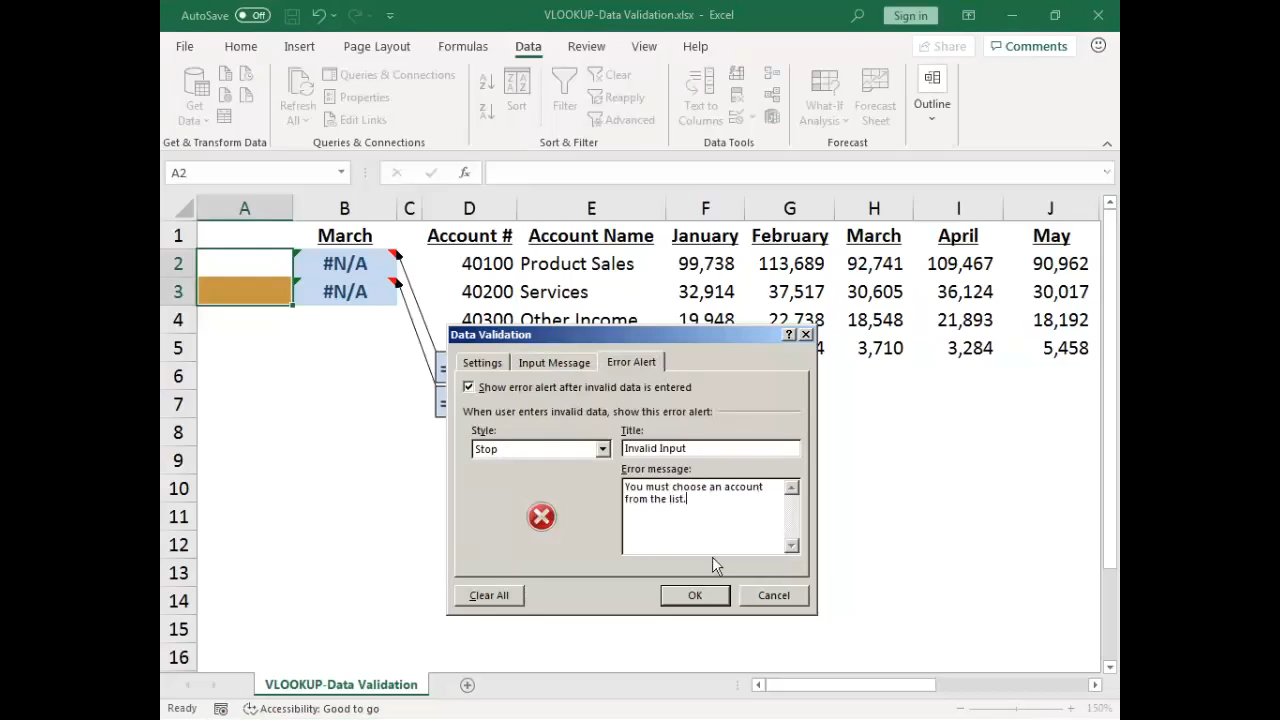 AutoSave Off VLOOKUP-Data Validation.xlsx - Excel Sign in
File Home Insert Page Layout Formulas Data Review View Help Share Comments
Get Data
Refresh All
Queries & Connections
Properties
Edit Links
Sort
Filter
Clear
Reapply
Advanced
Text to Columns
What-If Analysis
Forecast Sheet
Outline
Get & Transform Data Queries & Connections Sort & Filter Data Tools Forecast
A2 fx
A B C D E F G H I J
1 March Account # Account Name January February March April May
2 #N/A 40100 Product Sales 99,738 113,689 92,741 109,467 90,962
3 #N/A 40200 Services 32,914 37,517 30,605 36,124 30,017
4 40300 Other Income 19,948 22,738 18,548 21,893 18,192
5 4 3,710 3,284 5,458
6 =
7 =
8
9
10
11
12
13
14
15
16
Data Validation ?
Settings Input Message Error Alert
Show error alert after invalid data is entered
When user enters invalid data, show this error alert:
Style: Title:
Stop Invalid Input
Error message:
You must choose an account
from the list.
Clear All OK Cancel
VLOOKUP-Data Validation
Ready Accessibility: Good to go 150%